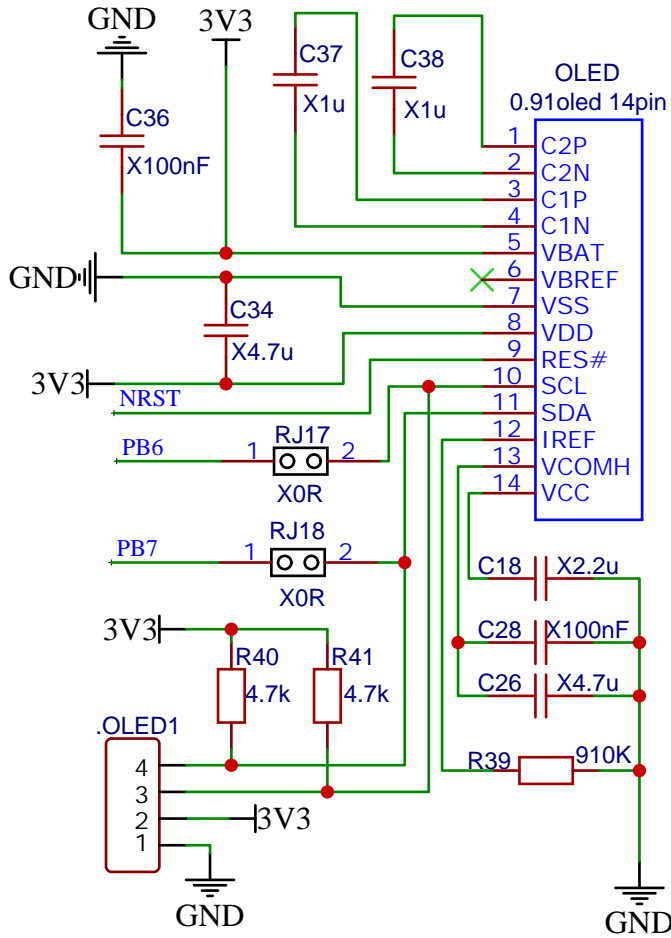 GND
3V3
C36
X100nF
C37
X1u
C38
X1u
OLED
0.91oled 14pin
1 C2P
2 C2N
3 C1P
4 C1N
5 VBAT
6 VBREF
7 VSS
8 VDD
9 RES#
10 SCL
11 SDA
12 IREF
13 VCOMH
14 VCC
GND
C34
X4.7u
3V3
NRST
PB6
1 RJ17 2
X0R
PB7
1 RJ18 2
X0R
C18 X2.2u
C28 X100nF
C26 X4.7u
R39 910K
GND
3V3
R40
4.7k
R41
4.7k
.OLED1
4
3
2
1
3V3
GND